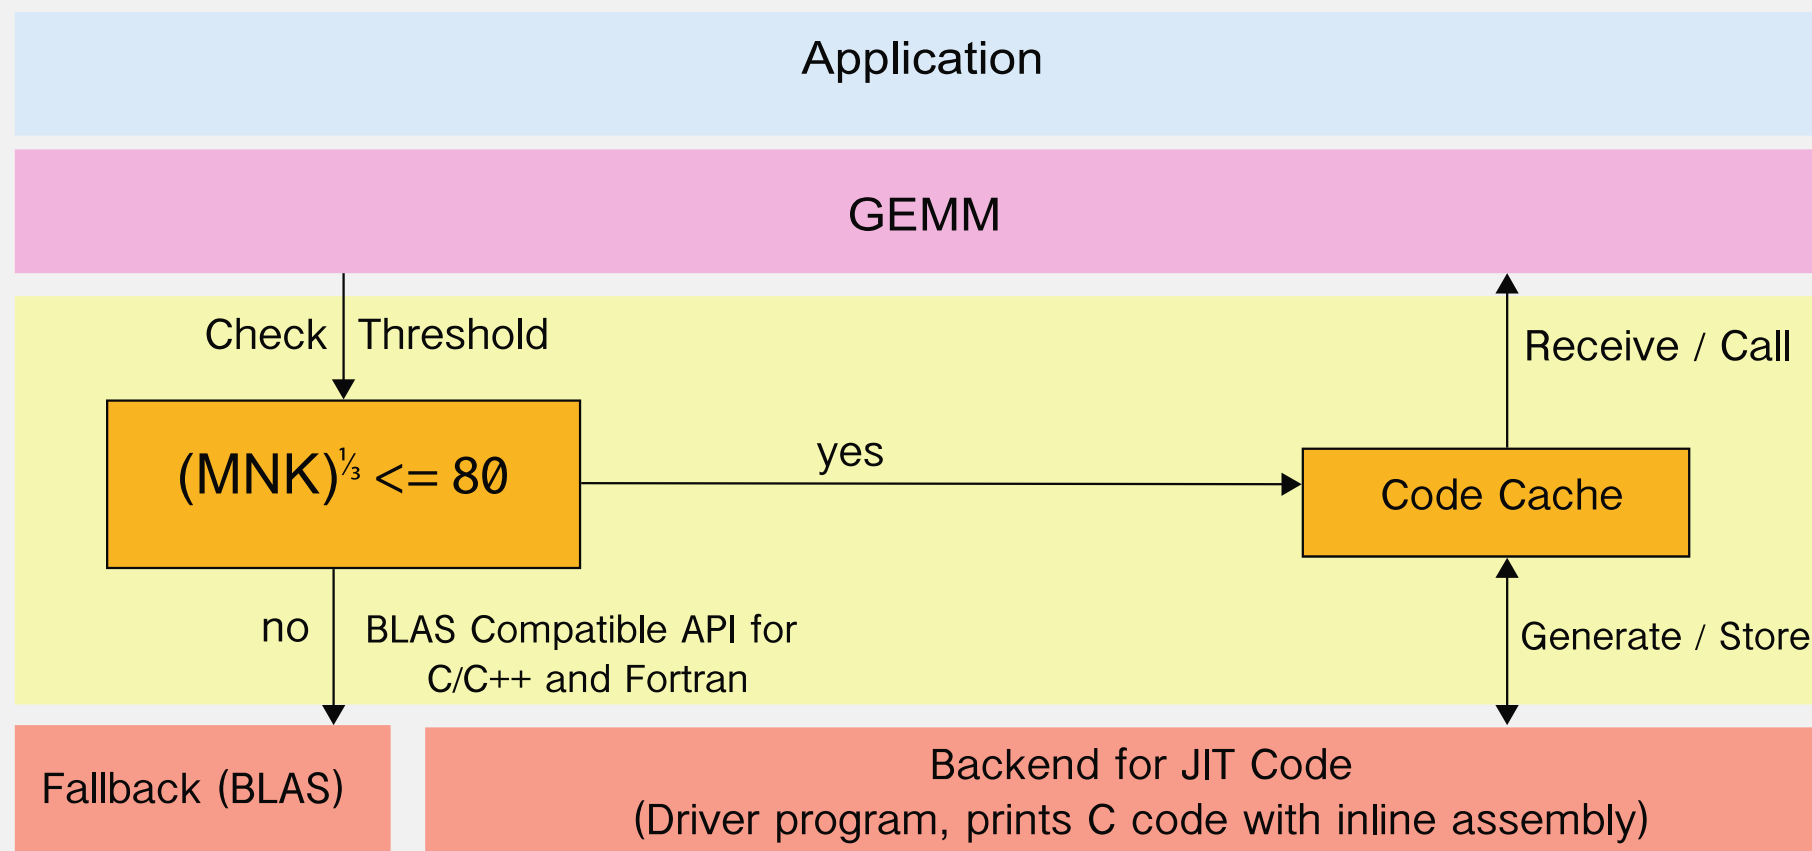 Application
GEMM
Check Threshold
Receive / Call
(MNK)^⅓ <= 80
yes
Code Cache
no
BLAS Compatible API for
C/C++ and Fortran
Generate / Store
Fallback (BLAS)
Backend for JIT Code
(Driver program, prints C code with inline assembly)